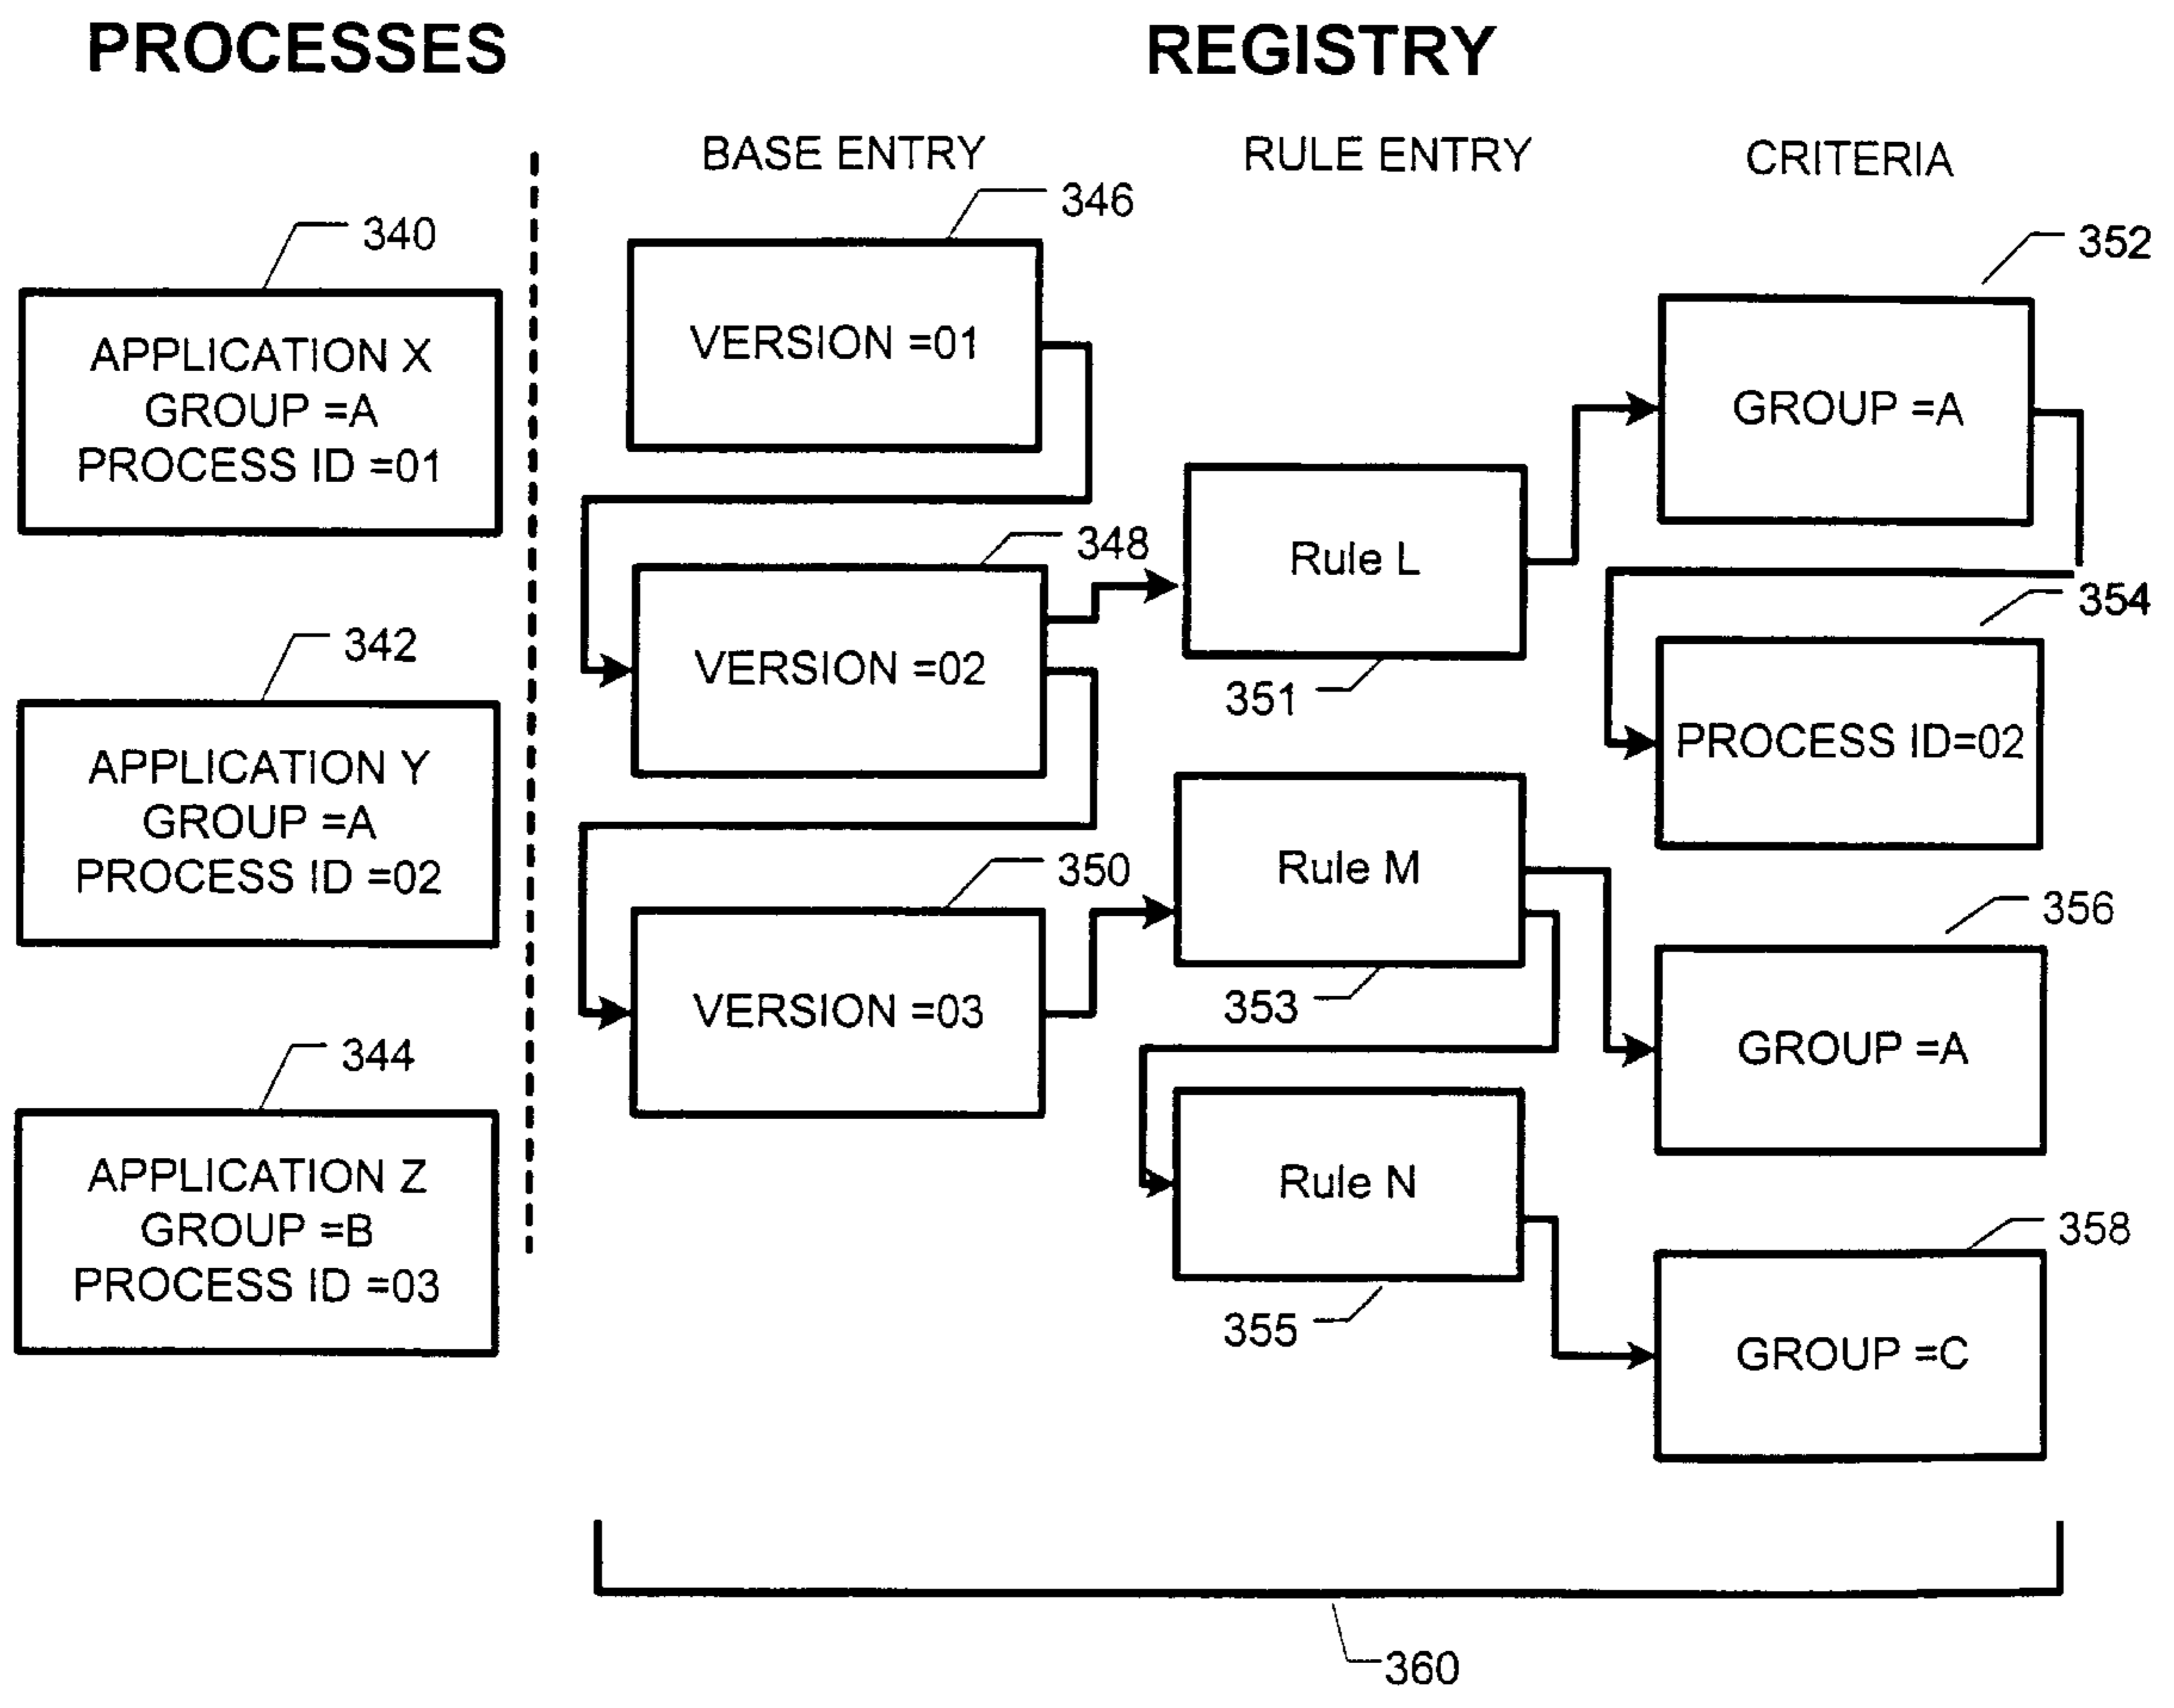 PROCESSES
REGISTRY
BASE ENTRY
RULE ENTRY
CRITERIA
340
APPLICATION X
GROUP =A
PROCESS ID =01
342
APPLICATION Y
GROUP =A
PROCESS ID =02
344
APPLICATION Z
GROUP =B
PROCESS ID =03
346
VERSION =01
348
VERSION =02
350
VERSION =03
Rule L
351
Rule M
353
Rule N
355
352
GROUP =A
354
PROCESS ID=02
356
GROUP =A
358
GROUP =C
360